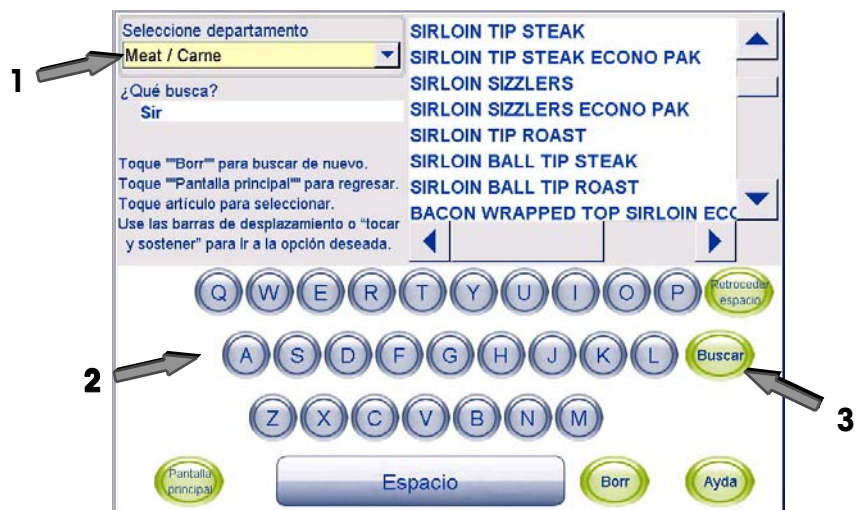 1
Seleccione departamento
Meat / Carne
¿Qué busca?
Sir
Toque ""Borr"" para buscar de nuevo.
Toque ""Pantalla principal"" para regresar.
Toque artículo para seleccionar.
Use las barras de desplazamiento o "tocar
y sostener" para ir a la opción deseada.
SIRLOIN TIP STEAK
SIRLOIN TIP STEAK ECONO PAK
SIRLOIN SIZZLERS
SIRLOIN SIZZLERS ECONO PAK
SIRLOIN TIP ROAST
SIRLOIN BALL TIP STEAK
SIRLOIN BALL TIP ROAST
BACON WRAPPED TOP SIRLOIN ECO
Q W E R T Y U I O P Retroceder
espacio
2
A S D F G H J K L Buscar
3
Z X C V B N M
Pantalla
principal
Espacio
Borr
Ayda